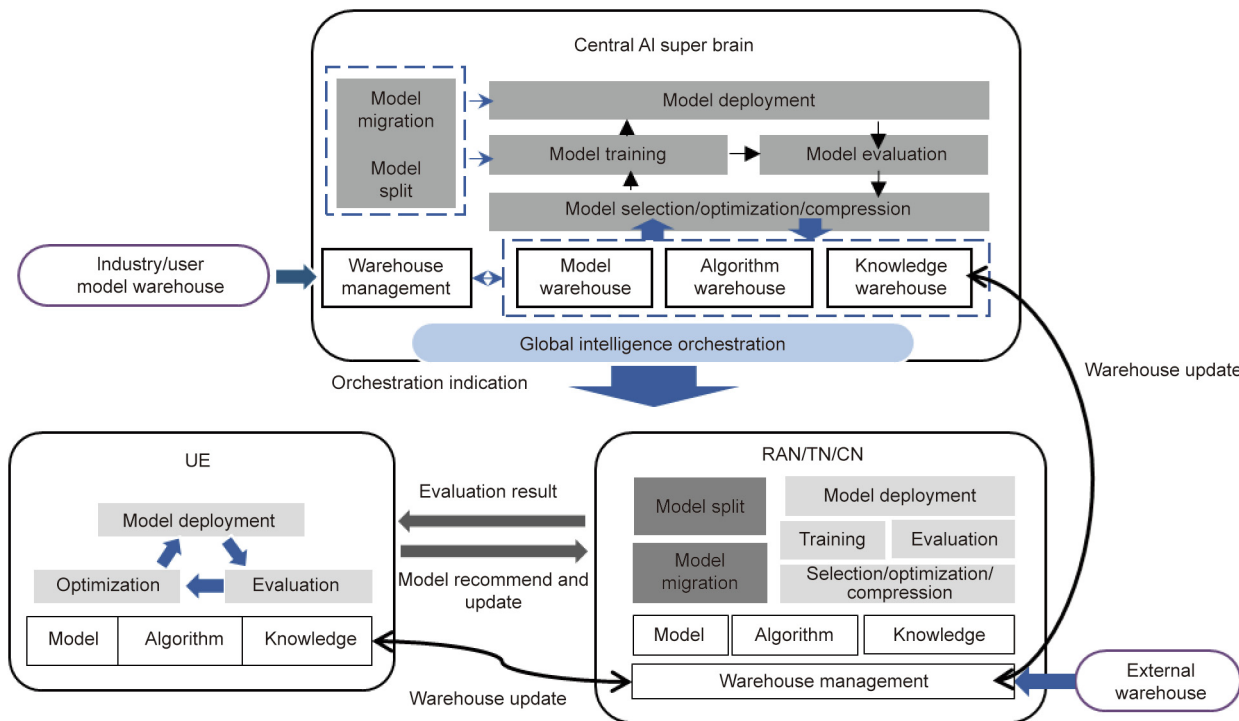 Central AI super brain
Model
migration
Model
split
Model deployment
Model training
Model evaluation
Model selection/optimization/compression
Industry/user
model warehouse
Warehouse
management
Model
warehouse
Algorithm
warehouse
Knowledge
warehouse
Global intelligence orchestration
Orchestration indication
Warehouse update
UE
Model deployment
Optimization
Evaluation
Model
Algorithm
Knowledge
Evaluation result
Model recommend and
update
Warehouse update
RAN/TN/CN
Model split
Model
migration
Model deployment
Training
Evaluation
Selection/optimization/
compression
Model
Algorithm
Knowledge
Warehouse management
External
warehouse